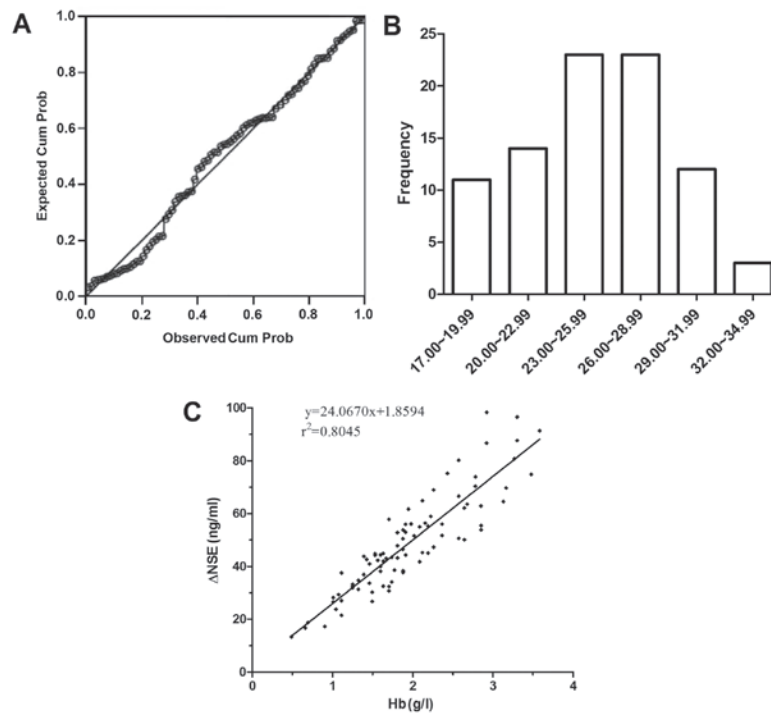 A
Expected Cum Prob
1.0
0.8
0.6
0.4
0.2
0.0
0.0 0.2 0.4 0.6 0.8 1.0
Observed Cum Prob
B
Frequency
25
20
15
10
5
0
17.00~19.99
20.00~22.99
23.00~25.99
26.00~28.99
29.00~31.99
32.00~34.99
C
y=24.0670x+1.8594
r²=0.8045
ΔNSE (ng/ml)
100
80
60
40
20
0
0 1 2 3 4
Hb(g/l)